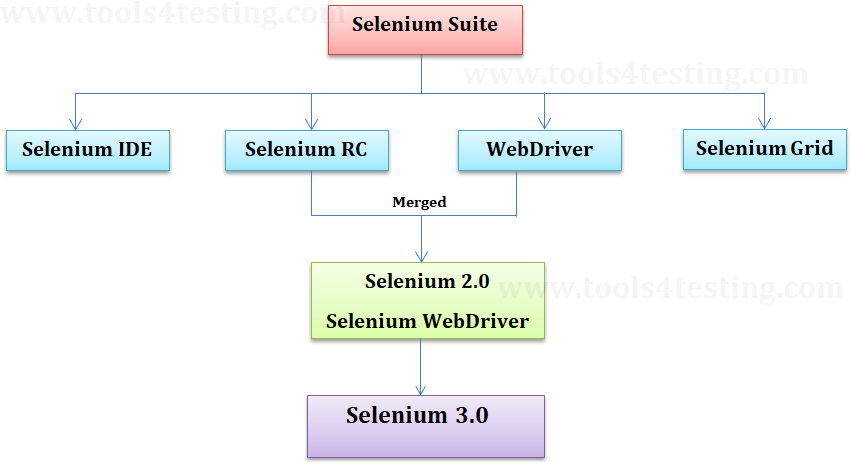 www.tools4testing.com
Selenium Suite
www.tools4testing.com
Selenium IDE
Selenium RC
WebDriver
Selenium Grid
Merged
Selenium 2.0
www.tools4testing.com
Selenium WebDriver
Selenium 3.0